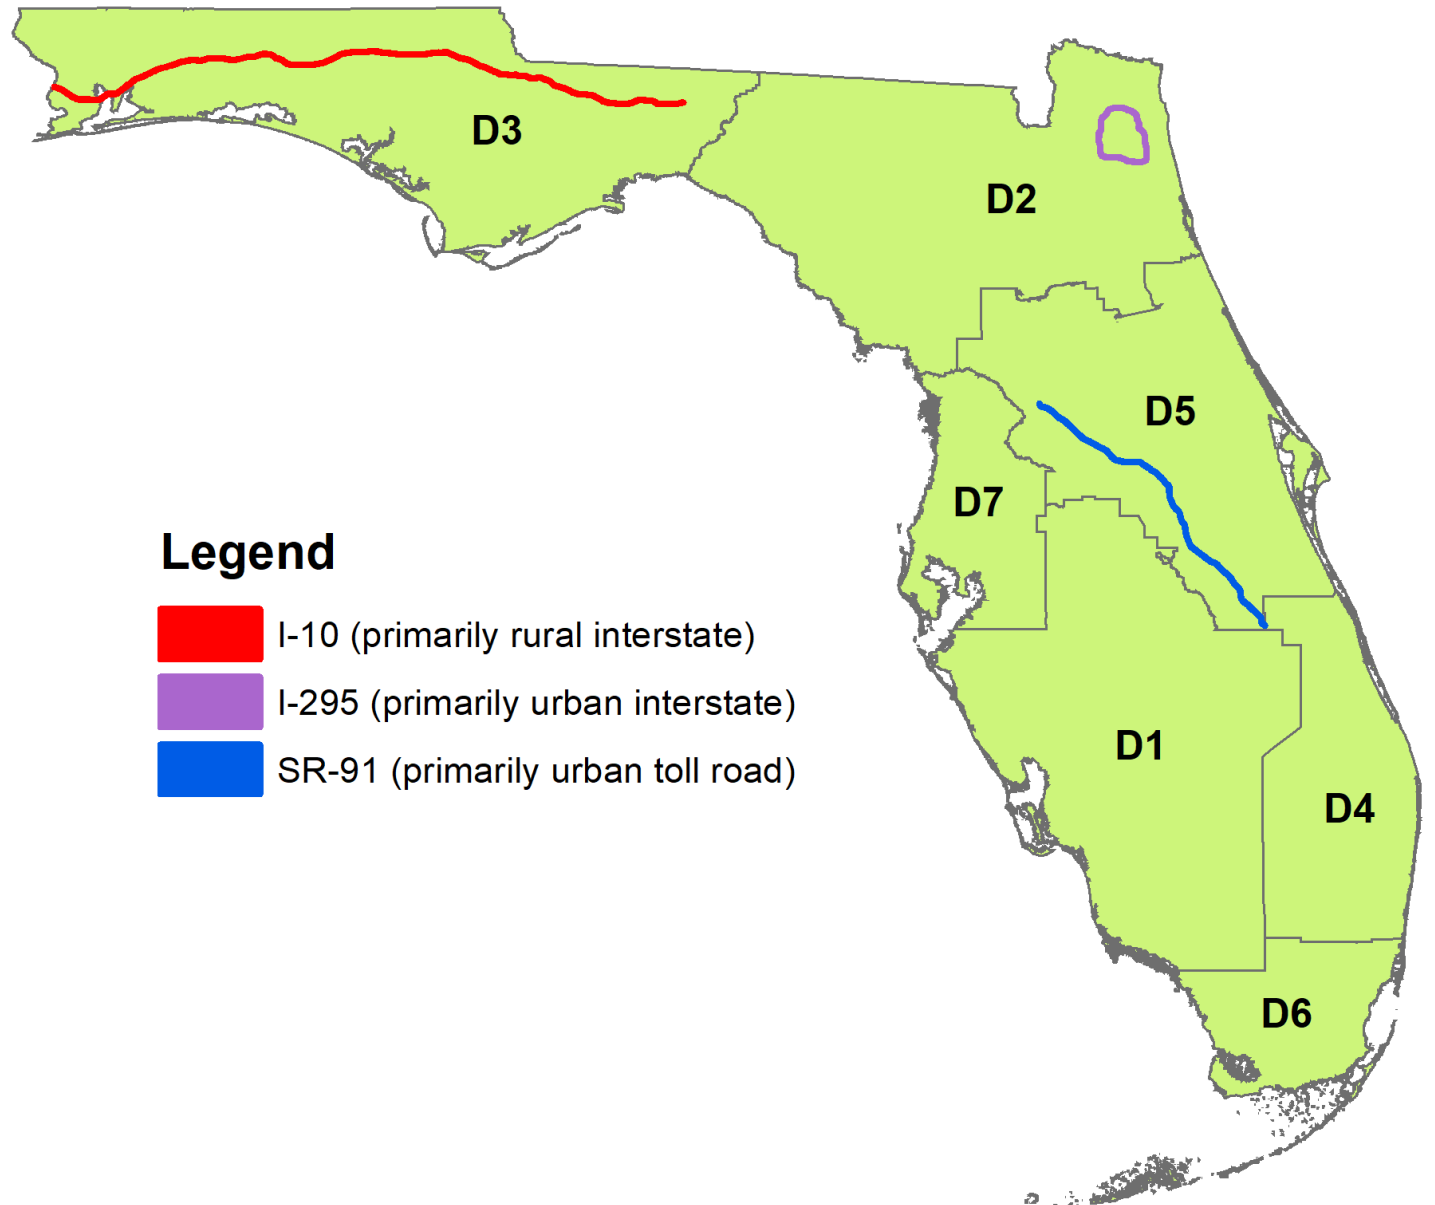 D3
D2
D5
D7
Legend
I-10 (primarily rural interstate)
I-295 (primarily urban interstate)
SR-91 (primarily urban toll road)
D1
D4
D6